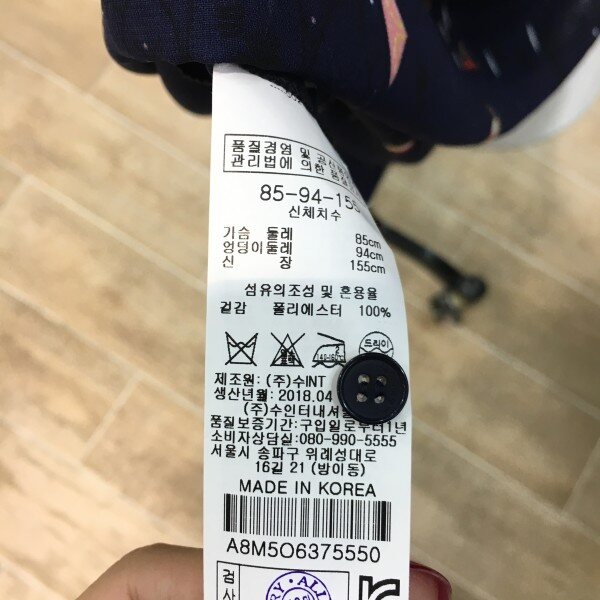 품질경영 및 공산
관리법에 의한 품
85-94-155
신체치수
가슴 둘레 85cm
엉덩이둘레 94cm
신 장 155cm
섬유의조성 및 혼용율
겉감 폴리에스터 100%
드라이
제조원: (주)수INT
생산년월: 2018.04
(주)수인터내셔
품질보증기간:구입일로부터1년
소비자상담실:080-990-5555
서울시 송파구 위례성대로
16길 21 (방이동)
MADE IN KOREA
A8M5O6375550
검
사
ALL